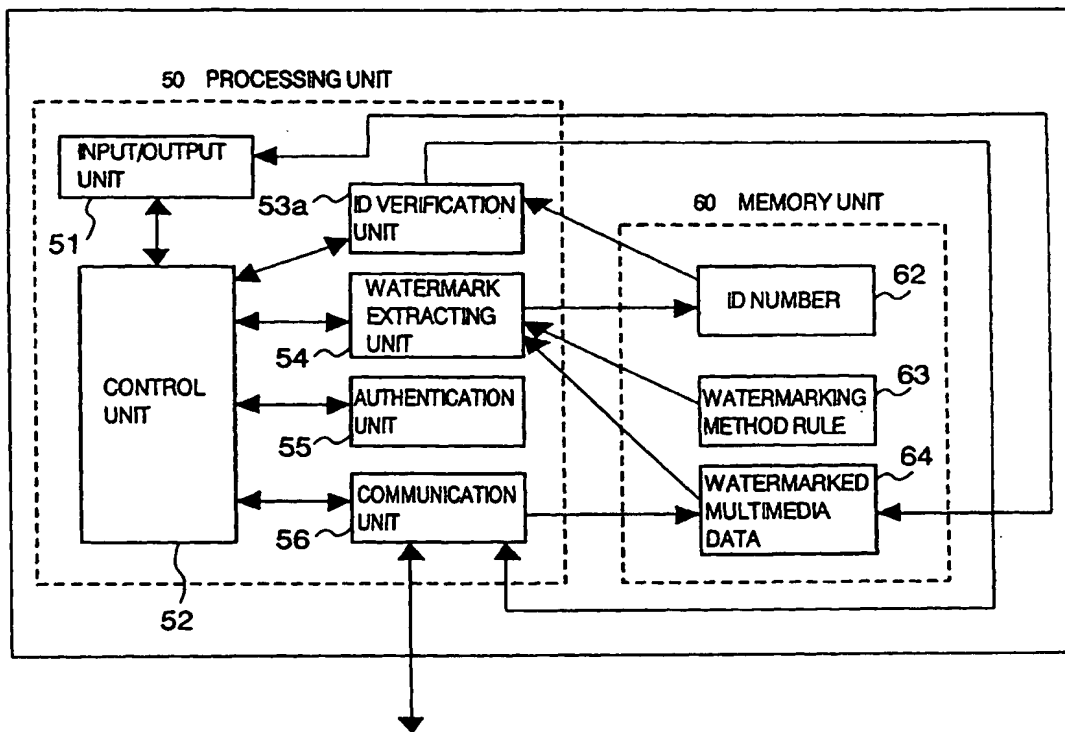 50 PROCESSING UNIT
INPUT/OUTPUT
UNIT
51
53a
ID VERIFICATION
UNIT
60 MEMORY UNIT
WATERMARK
EXTRACTING
UNIT
54
ID NUMBER
62
CONTROL
UNIT
52
AUTHENTICATION
UNIT
55
WATERMARKING
METHOD RULE
63
COMMUNICATION
UNIT
56
WATERMARKED
MULTIMEDIA
DATA
64